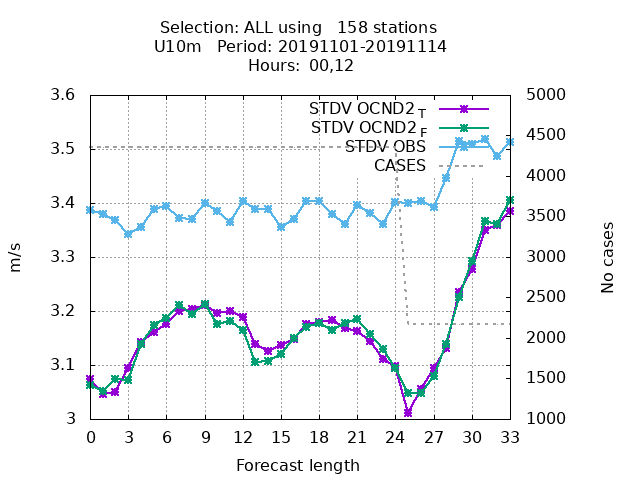 Selection: ALL using   158 stations
U10m   Period: 20191101-20191114
Hours:  00,12
3.6
3.5
3.4
3.3
3.2
3.1
3
5000
4500
4000
3500
3000
2500
2000
1500
1000
STDV OCND2 T
STDV OCND2 F
STDV OBS
CASES
m/s
No cases
0 3 6 9 12 15 18 21 24 27 30 33
Forecast length